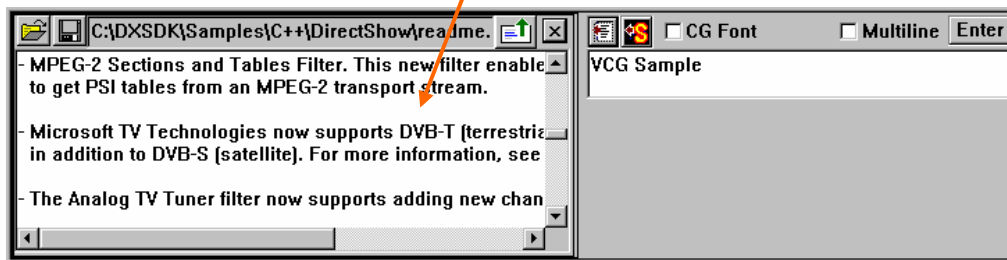 C:\DXSDK\Samples\C++\DirectShow\readme.
- MPEG-2 Sections and Tables Filter. This new filter enable
to get PSI tables from an MPEG-2 transport stream.
- Microsoft TV Technologies now supports DVB-T (terrestria
in addition to DVB-S (satellite). For more information, see
- The Analog TV Tuner filter now supports adding new chan
S CG Font Multiline Enter
VCG Sample